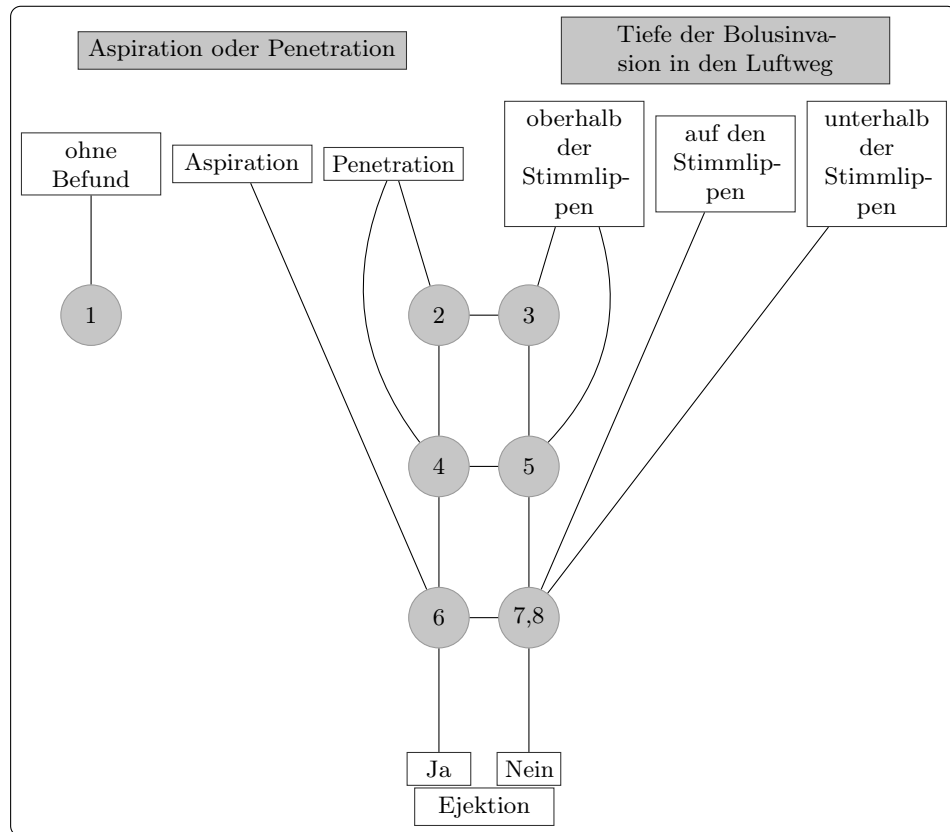 Aspiration oder Penetration
Tiefe der Bolusinva-
sion in den Luftweg
ohne
Befund
Aspiration
Penetration
oberhalb
der
Stimmlip-
pen
auf den
Stimmlip-
pen
unterhalb
der
Stimmlip-
pen
1
2
3
4
5
6
7,8
Ja
Nein
Ejektion